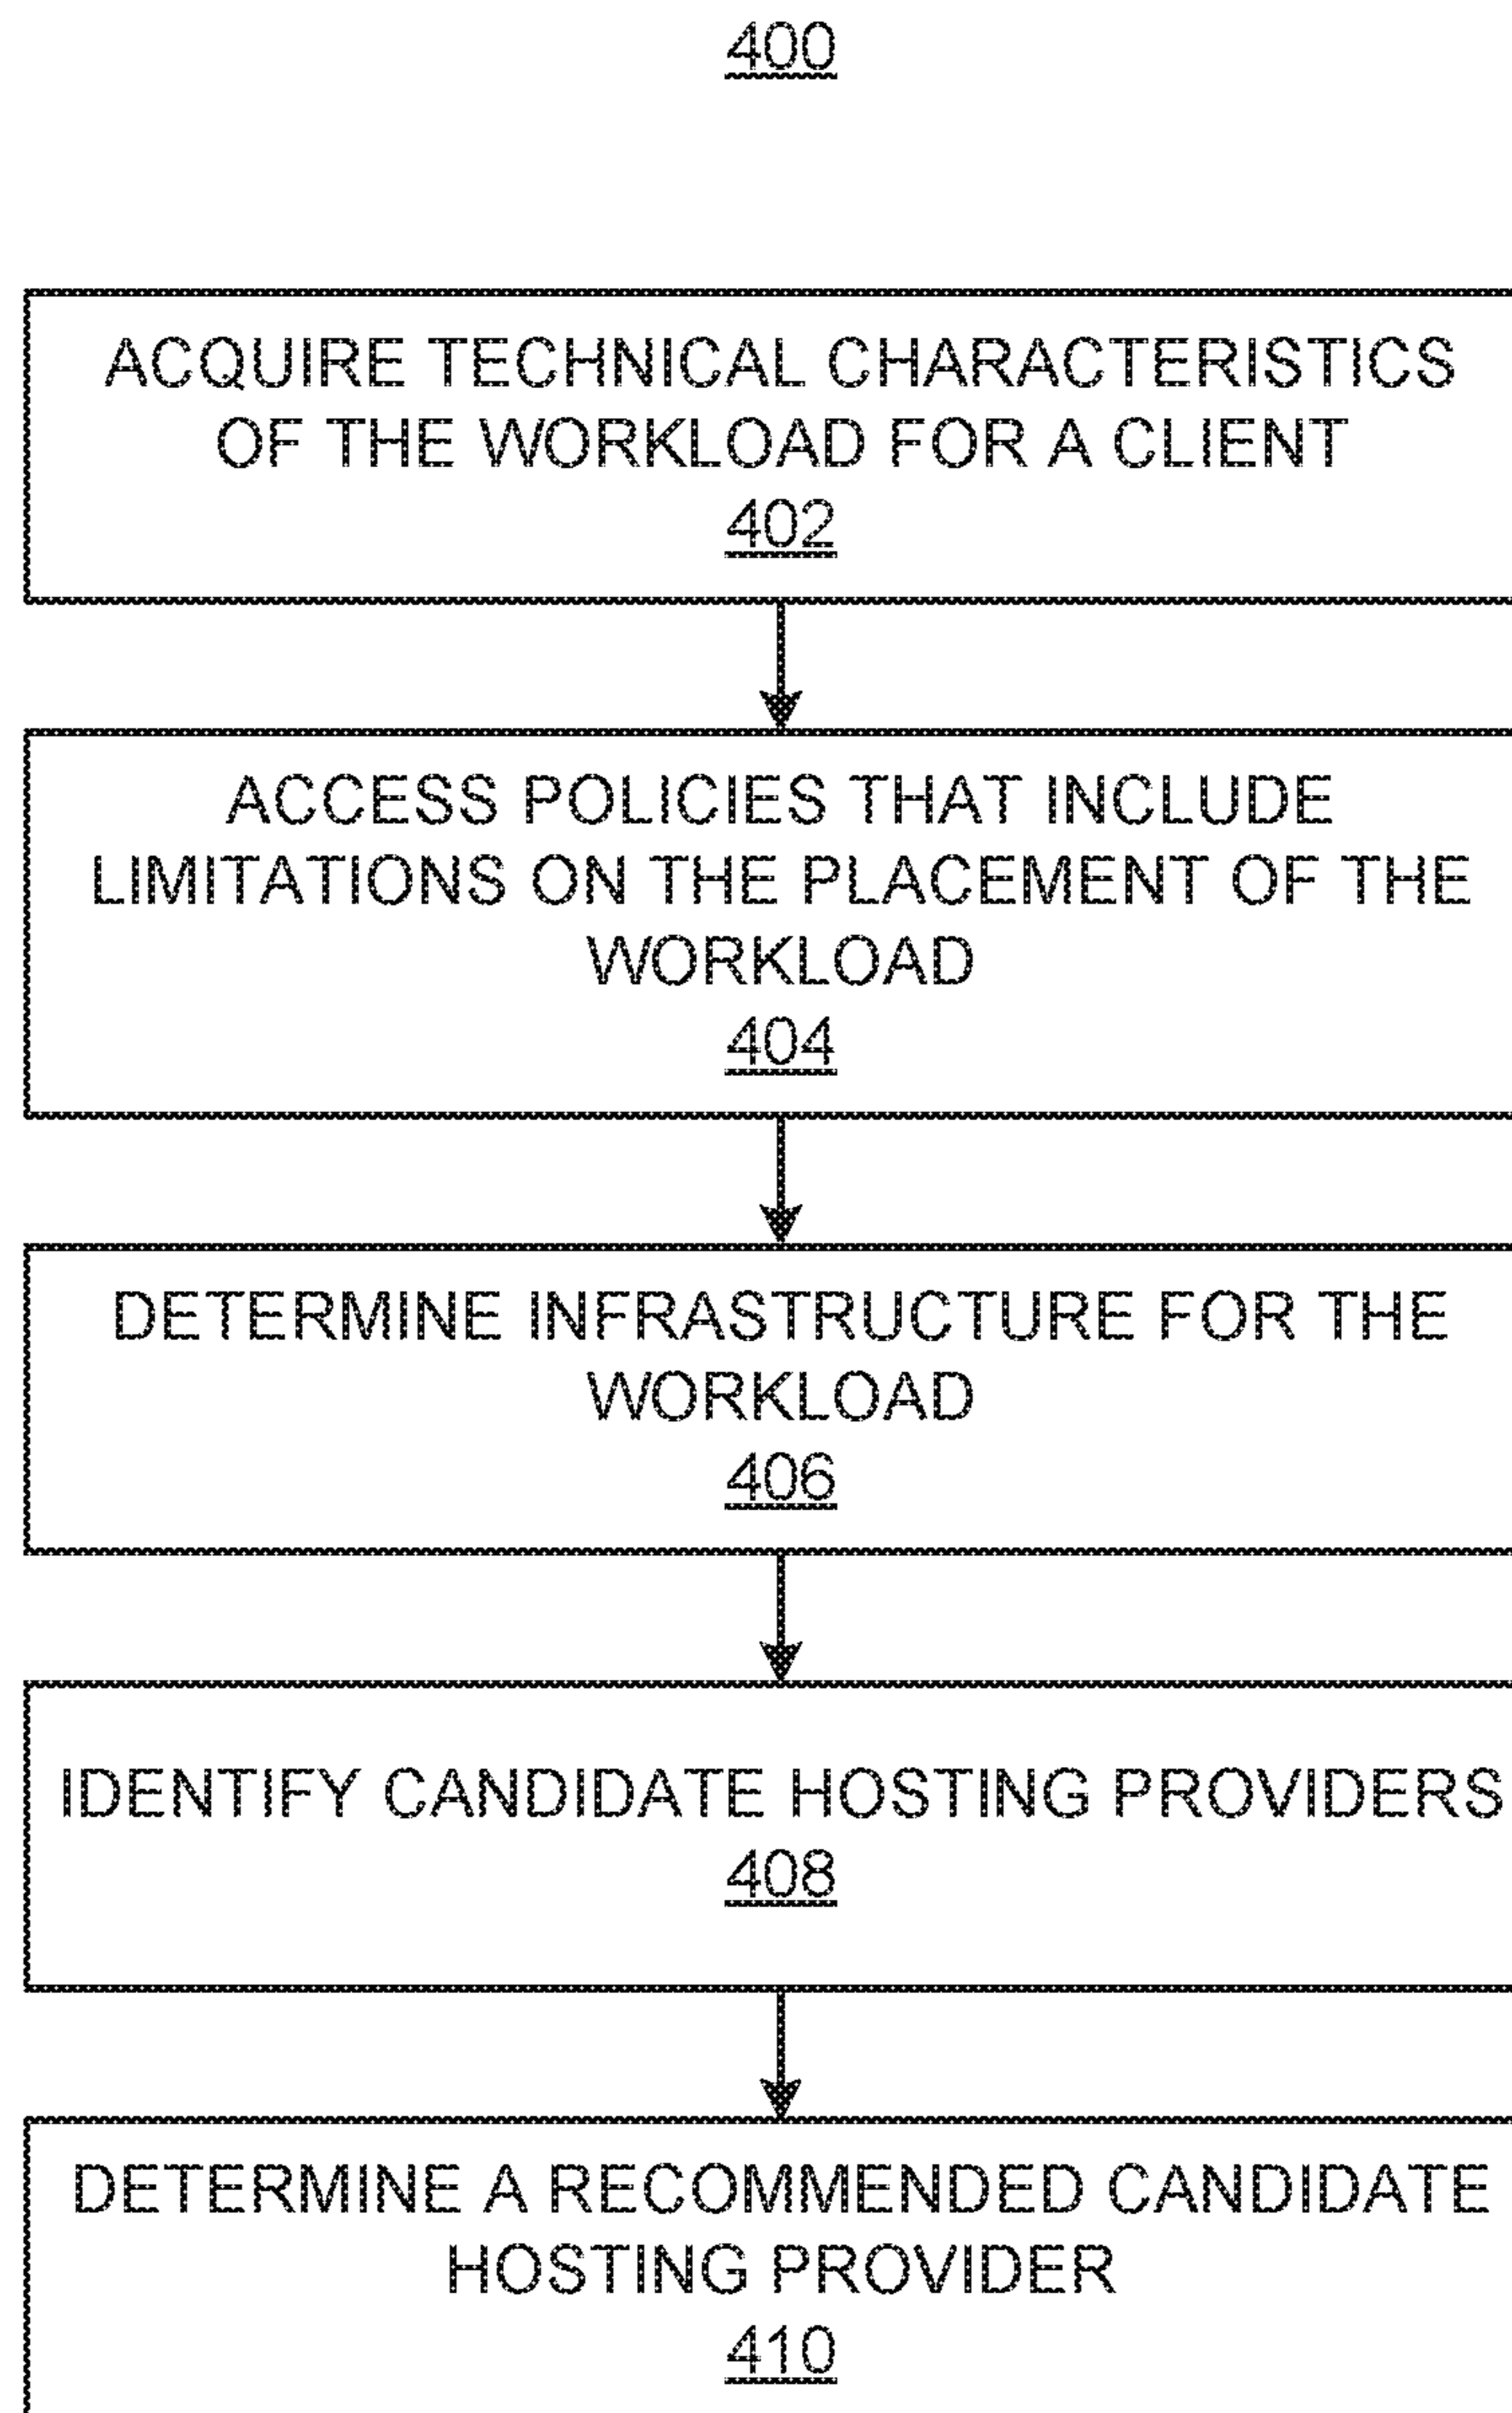 400
ACQUIRE TECHNICAL CHARACTERISTICS
OF THE WORKLOAD FOR A CLIENT
402
ACCESS POLICIES THAT INCLUDE
LIMITATIONS ON THE PLACEMENT OF THE
WORKLOAD
404
DETERMINE INFRASTRUCTURE FOR THE
WORKLOAD
406
IDENTIFY CANDIDATE HOSTING PROVIDERS
408
DETERMINE A RECOMMENDED CANDIDATE
HOSTING PROVIDER
410